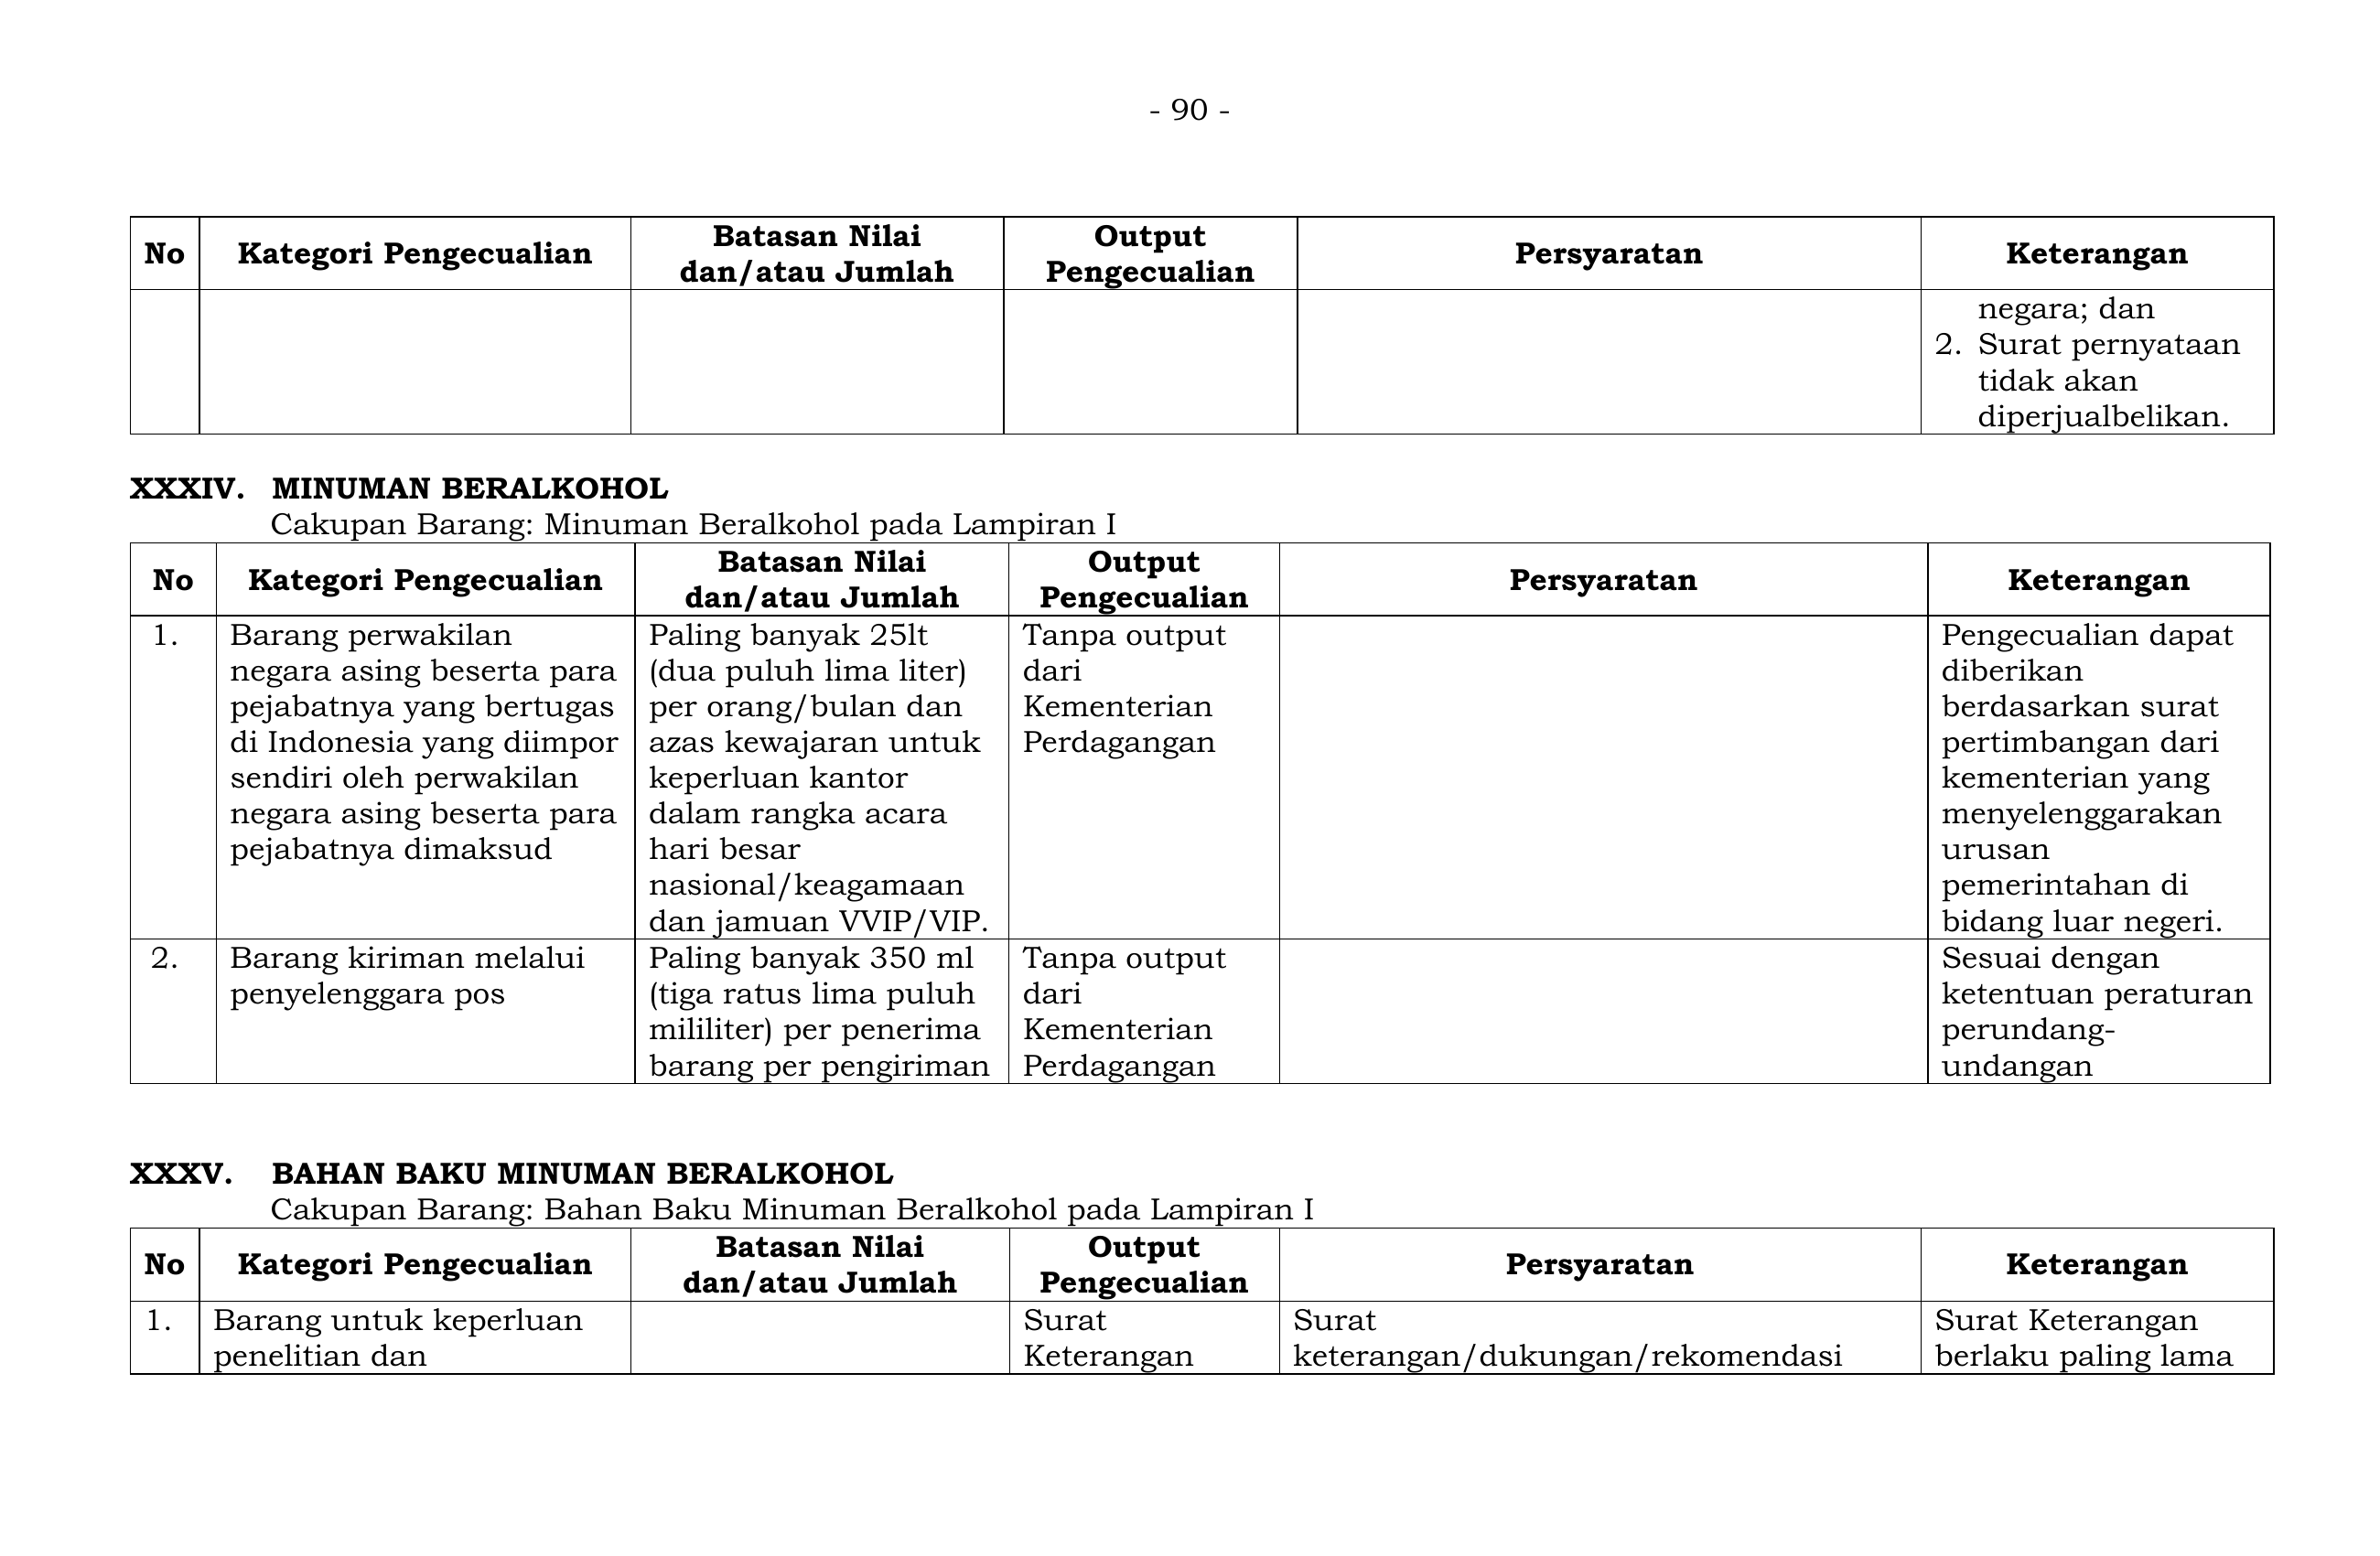 - 90 -
No Kategori Pengecualian Batasan Nilai dan/atau Jumlah Output Pengecualian Persyaratan Keterangan
negara; dan
2. Surat pernyataan
tidak akan
diperjualbelikan.
XXXIV. MINUMAN BERALKOHOL
Cakupan Barang: Minuman Beralkohol pada Lampiran I
No Kategori Pengecualian Batasan Nilai dan/atau Jumlah Output Pengecualian Persyaratan Keterangan
1.
Barang perwakilan
negara asing beserta para
pejabatnya yang bertugas
di Indonesia yang diimpor
sendiri oleh perwakilan
negara asing beserta para
pejabatnya dimaksud
Paling banyak 25lt
(dua puluh lima liter)
per orang/bulan dan
azas kewajaran untuk
keperluan kantor
dalam rangka acara
hari besar
nasional/keagamaan
dan jamuan VVIP/VIP.
Tanpa output
dari
Kementerian
Perdagangan
Pengecualian dapat
diberikan
berdasarkan surat
pertimbangan dari
kementerian yang
menyelenggarakan
urusan
pemerintahan di
bidang luar negeri.
2.
Barang kiriman melalui
penyelenggara pos
Paling banyak 350 ml
(tiga ratus lima puluh
mililiter) per penerima
barang per pengiriman
Tanpa output
dari
Kementerian
Perdagangan
Sesuai dengan
ketentuan peraturan
perundang-
undangan
XXXV. BAHAN BAKU MINUMAN BERALKOHOL
Cakupan Barang: Bahan Baku Minuman Beralkohol pada Lampiran I
No Kategori Pengecualian Batasan Nilai dan/atau Jumlah Output Pengecualian Persyaratan Keterangan
1.
Barang untuk keperluan
penelitian dan
Surat
Keterangan
Surat
keterangan/dukungan/rekomendasi
Surat Keterangan
berlaku paling lama